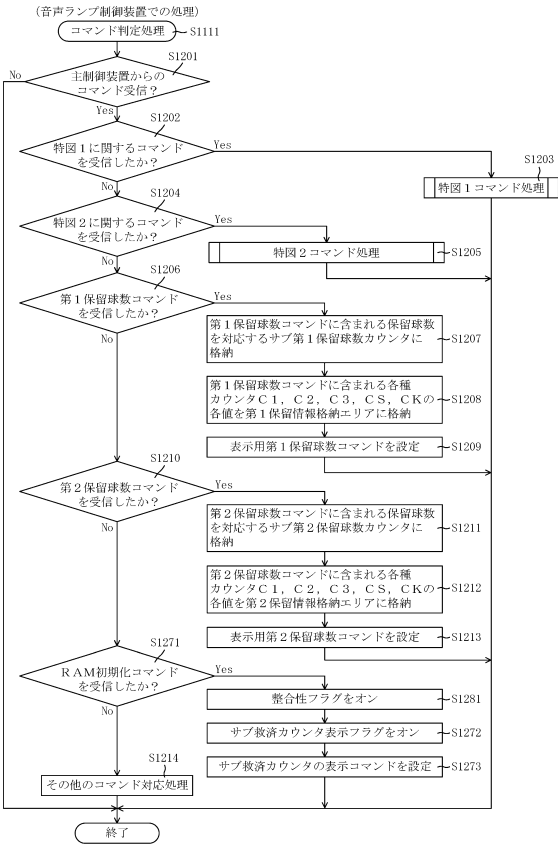 (音声ランプ制御装置での処理)
コマンド判定処理
S1111
S1201
主制御装置からの
コマンド受信？
No
Yes
S1202
特図１に関するコマンド
を受信したか？
Yes
No
S1203
特図１コマンド処理
S1204
特図２に関するコマンド
を受信したか？
Yes
No
特図２コマンド処理
S1205
S1206
第１保留球数コマンド
を受信したか？
Yes
No
第１保留球数コマンドに含まれる保留球数
を対応するサブ第１保留球数カウンタに
格納
S1207
第１保留球数コマンドに含まれる各種
カウンタＣ１，Ｃ２，Ｃ３，ＣＳ，ＣＫの
各値を第１保留情報格納エリアに格納
S1208
表示用第１保留球数コマンドを設定
S1209
S1210
第２保留球数コマンド
を受信したか？
Yes
No
第２保留球数コマンドに含まれる保留球数
を対応するサブ第２保留球数カウンタに
格納
S1211
第２保留球数コマンドに含まれる各種
カウンタＣ１，Ｃ２，Ｃ３，ＣＳ，ＣＫの
各値を第２保留情報格納エリアに格納
S1212
表示用第２保留球数コマンドを設定
S1213
S1271
ＲＡＭ初期化コマンド
を受信したか？
Yes
No
整合性フラグをオン
S1281
サブ救済カウンタ表示フラグをオン
S1272
サブ救済カウンタの表示コマンドを設定
S1273
S1214
その他のコマンド対応処理
終了